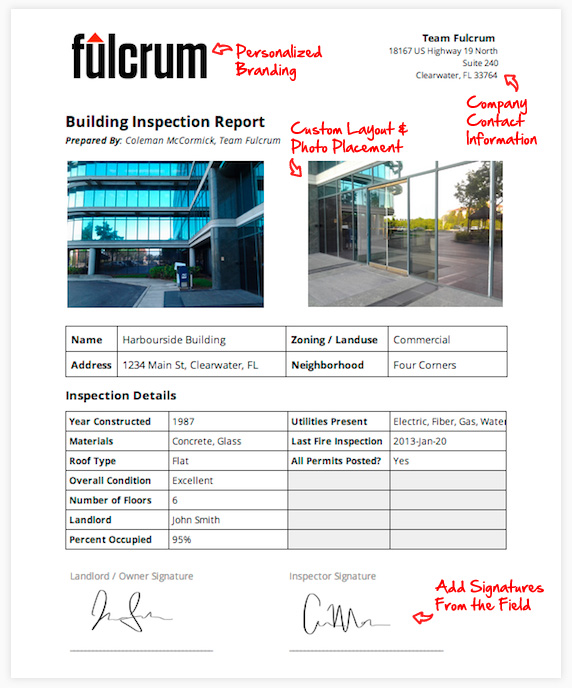 fulcrum
Personalized
Branding
Team Fulcrum
18167 US Highway 19 North
Suite 240
Clearwater, FL 33764
Company
Contact
Information
Building Inspection Report
Prepared By: Coleman McCormick, Team Fulcrum
Custom Layout &
Photo Placement
Name Harbourside Building Zoning / Landuse Commercial
Address 1234 Main St, Clearwater, FL Neighborhood Four Corners
Inspection Details
Year Constructed 1987 Utilities Present Electric, Fiber, Gas, Water
Materials Concrete, Glass Last Fire Inspection 2013-Jan-20
Roof Type Flat All Permits Posted? Yes
Overall Condition Excellent
Number of Floors 6
Landlord John Smith
Percent Occupied 95%
Landlord / Owner Signature Inspector Signature
Add Signatures
From the Field